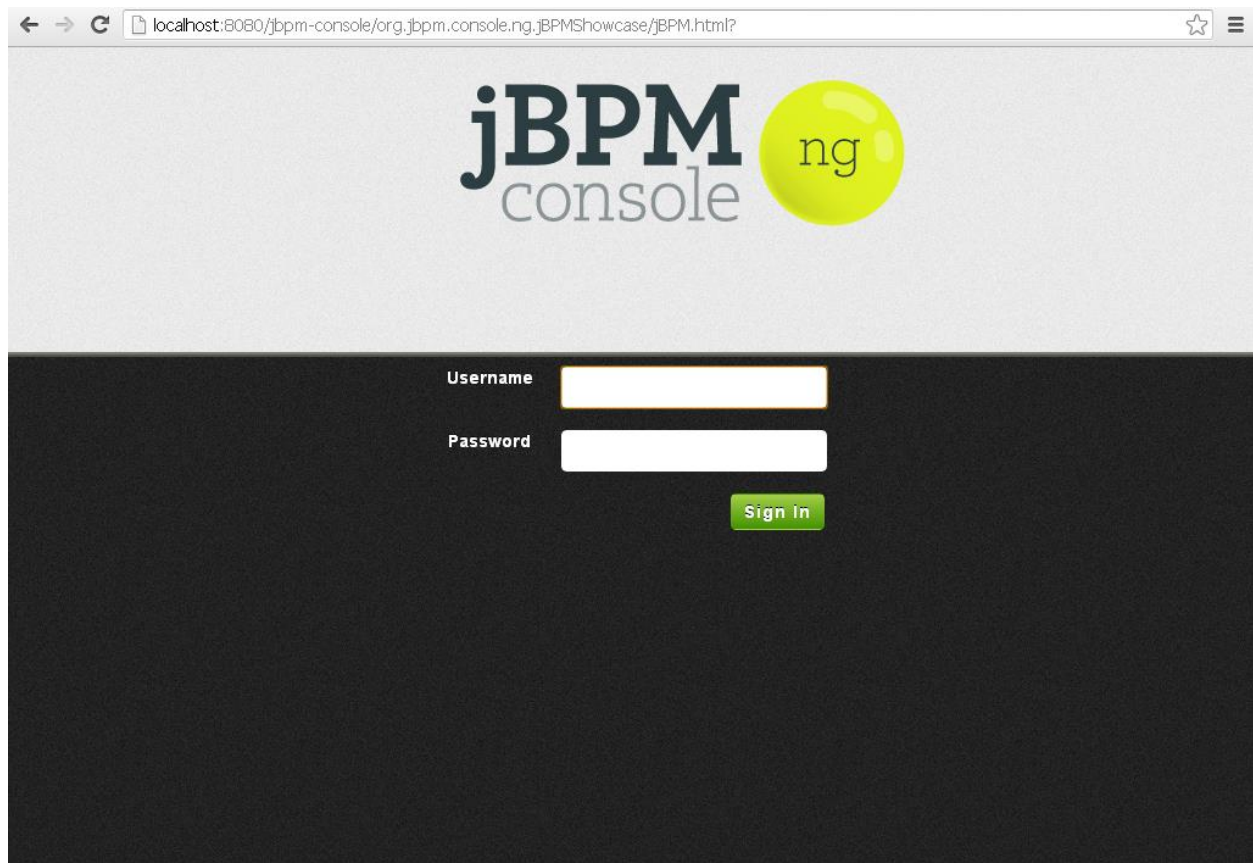 localhost:8080/jbpm-console/org.jbpm.console.ng.jBPMShowcase/jBPM.html?
jBPM
console
ng
Username
Password
Sign In